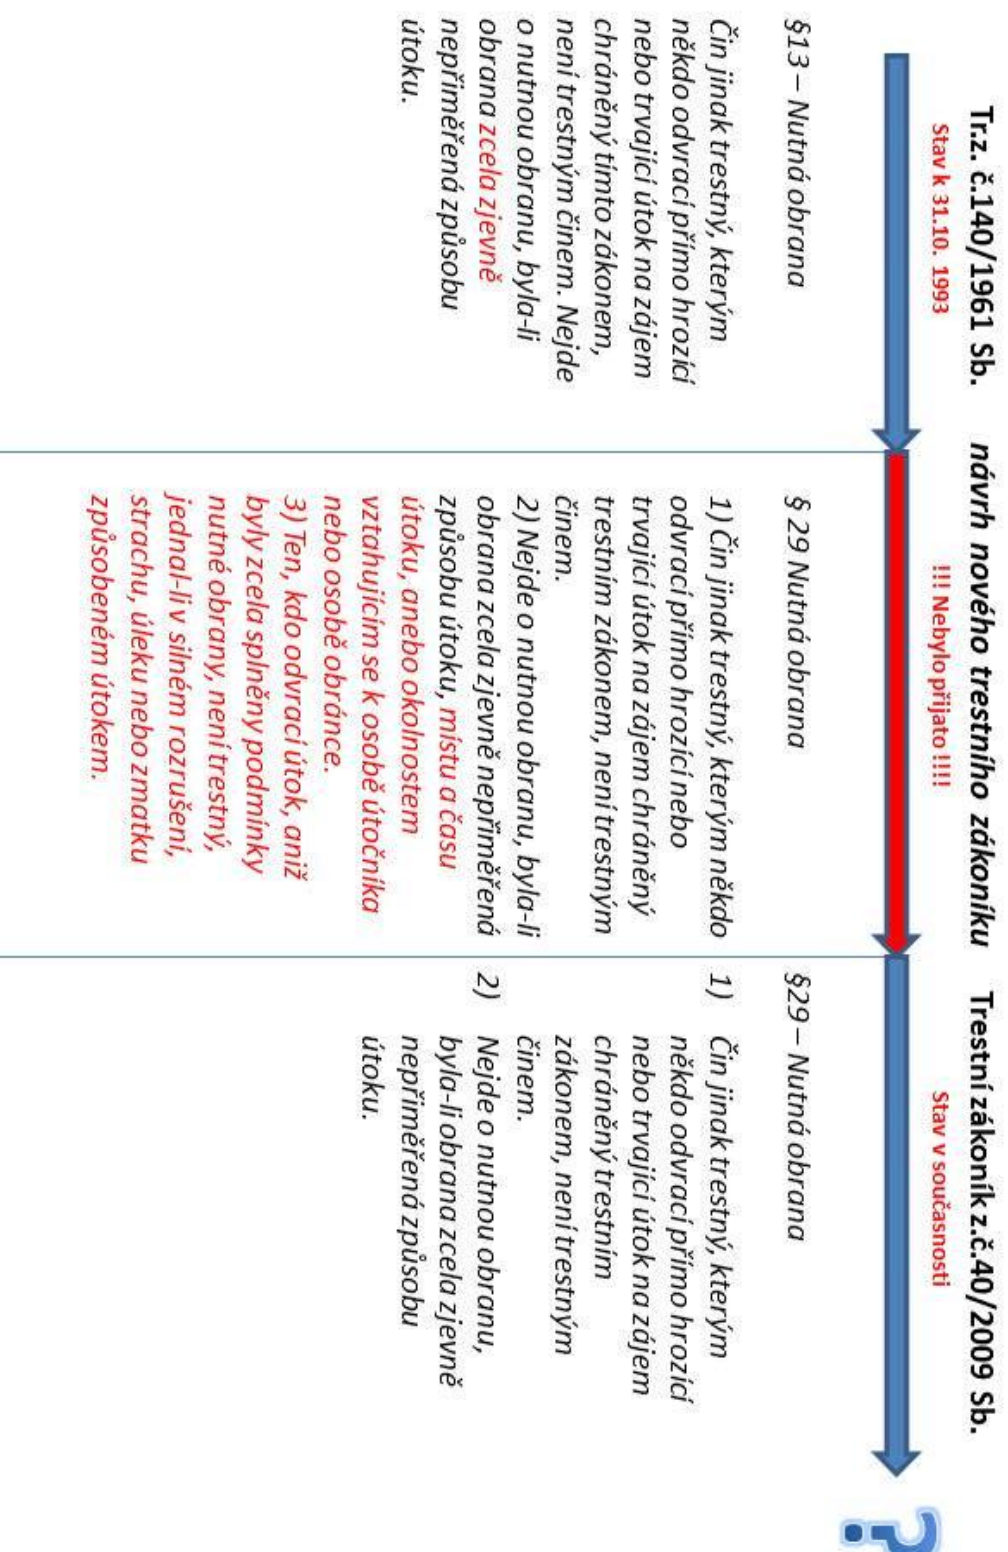 Tr.z. č.140/1961 Sb.
Stav k 31.10. 1993
§13 – Nutná obrana
Čin jinak trestný, kterým
někdo odvrací přímo hrozící
nebo trvající útok na zájem
chráněný tímto zákonem,
není trestným činem. Nejde
o nutnou obranu, byla-li
obrana zcela zjevně
nepřiměřená způsobu
útoku.
návrh nového trestního zákoníku
!!! Nebylo přijato !!!!
§ 29 Nutná obrana
1) Čin jinak trestný, kterým někdo
odvrací přímo hrozící nebo
trvající útok na zájem chráněný
trestním zákonem, není trestným
činem.
2) Nejde o nutnou obranu, byla-li
obrana zcela zjevně nepřiměřená
způsobu útoku, místu a času
útoku, anebo okolnostem
vztahujícím se k osobě útočníka
nebo osobě obránce.
3) Ten, kdo odvrací útok, aniž
byly zcela splněny podmínky
nutné obrany, není trestný,
jednal-li v silném rozrušení,
strachu, úleku nebo zmatku
způsobeném útokem.
Trestní zákoník z.č.40/2009 Sb.
Stav v současnosti
§29 – Nutná obrana
1) Čin jinak trestný, kterým
někdo odvrací přímo hrozící
nebo trvající útok na zájem
chráněný trestním
zákonem, není trestným
činem.
2) Nejde o nutnou obranu,
byla-li obrana zcela zjevně
nepřiměřená způsobu
útoku.
?